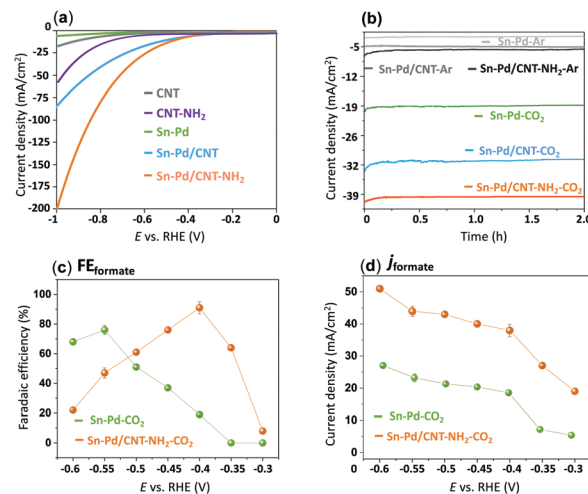 (a)
Current density (mA/cm²)
0
-25
-50
-75
-100
-125
-150
-175
-200
CNT
CNT-NH₂
Sn-Pd
Sn-Pd/CNT
Sn-Pd/CNT-NH₂
-1 -0.8 -0.6 -0.4 -0.2 0
E vs. RHE (V)
(b)
Current density (mA/cm²)
-5
-12
-19
-26
-32
-39
Sn-Pd-Ar
Sn-Pd/CNT-Ar Sn-Pd/CNT-NH₂-Ar
Sn-Pd-CO₂
Sn-Pd/CNT-CO₂
Sn-Pd/CNT-NH₂-CO₂
0 0.5 1.0 1.5 2.0
Time (h)
(c) FEformate
Faradaic efficiency (%)
100
80
60
40
20
0
Sn-Pd-CO₂
Sn-Pd/CNT-NH₂-CO₂
-0.6 -0.55 -0.5 -0.45 -0.4 -0.35 -0.3
E vs. RHE (V)
(d) jformate
Current density (mA/cm²)
50
40
30
20
10
0
Sn-Pd-CO₂
Sn-Pd/CNT-NH₂-CO₂
-0.6 -0.55 -0.5 -0.45 -0.4 -0.35 -0.3
E vs. RHE (V)